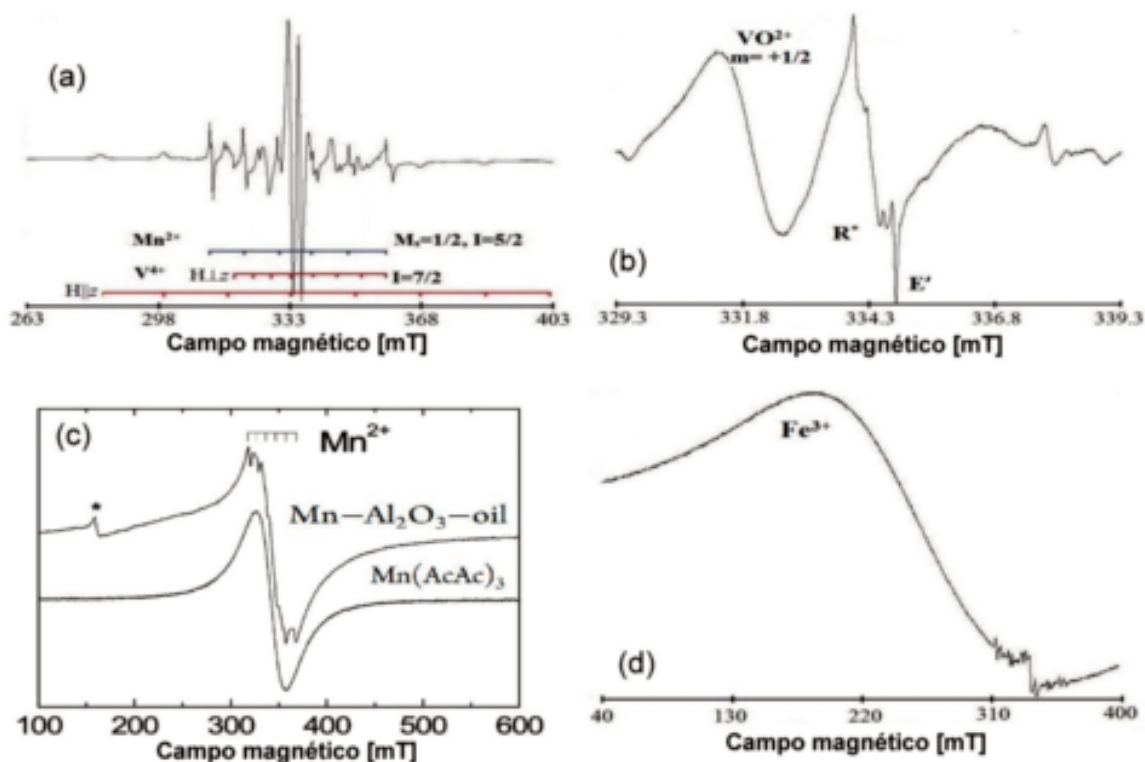 (a)
Mn²⁺
Mₛ=1/2, I=5/2
V⁴⁺
H⊥z
I=7/2
H||z
263 298 333 368 403
Campo magnético [mT]
VO²⁺
m= +1/2
R•
(b)
E'
329.3 331.8 334.3 336.8 339.3
Campo magnético [mT]
(c)
Mn²⁺
*
Mn—Al₂O₃—oil
Mn(AcAc)₃
100 200 300 400 500 600
Campo magnético [mT]
Fe³⁺
(d)
40 130 220 310 400
Campo magnético [mT]